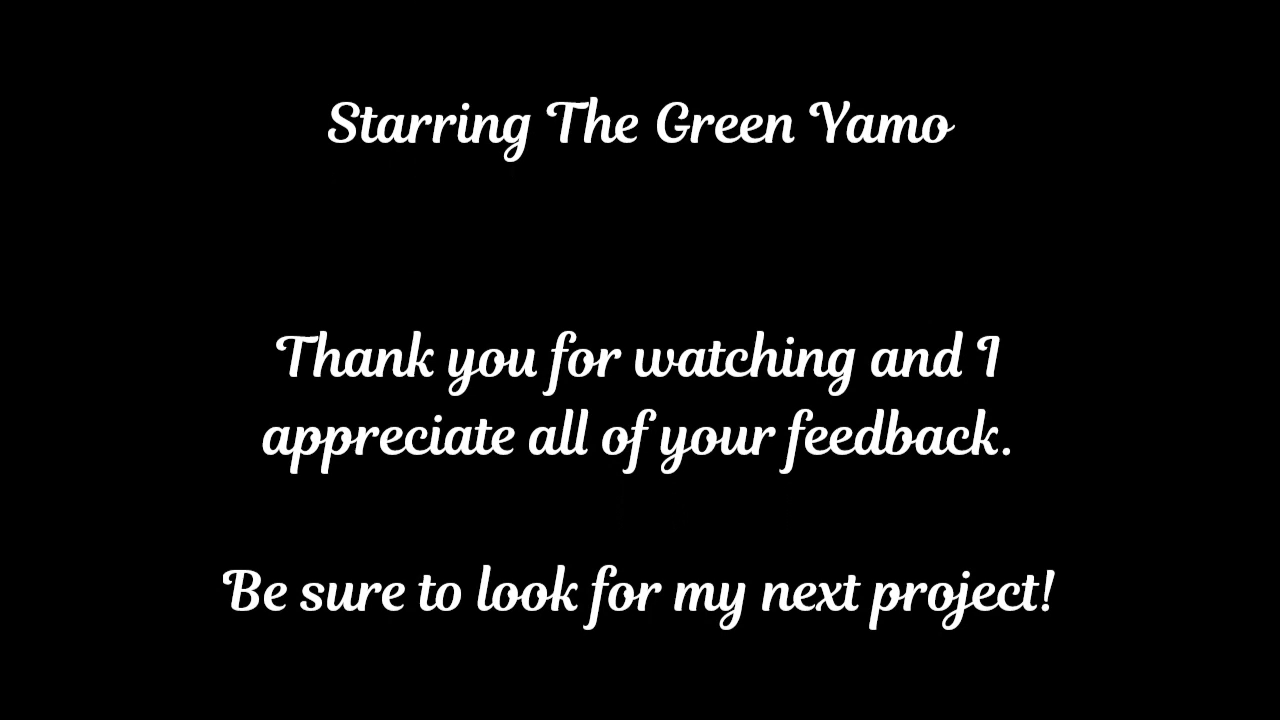 Starring The Green Yamo
Thank you for watching and I
appreciate all of your feedback.
Be sure to look for my next project!